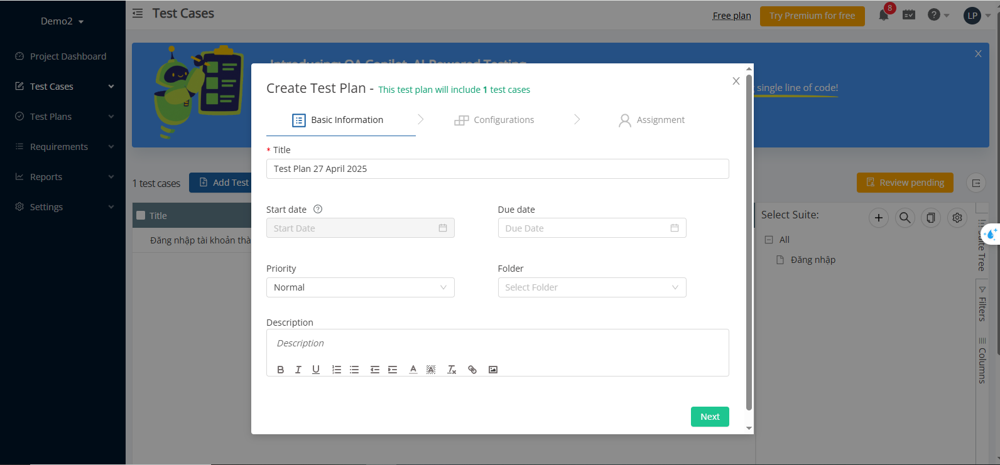 Demo2
Project Dashboard
Test Cases
Test Plans
Requirements
Reports
Settings
Test Cases
Free plan
Try Premium for free
8
LP
single line of code!
1 test cases
Add Test
Review pending
Title
Đăng nhập tài khoản thà
Select Suite:
All
Đăng nhập
Suite Tree
Filters
Columns
Create Test Plan - This test plan will include 1 test cases
Basic Information
Configurations
Assignment
* Title
Test Plan 27 April 2025
Start date
Due date
Start Date
Due Date
Priority
Folder
Normal
Select Folder
Description
Description
Next